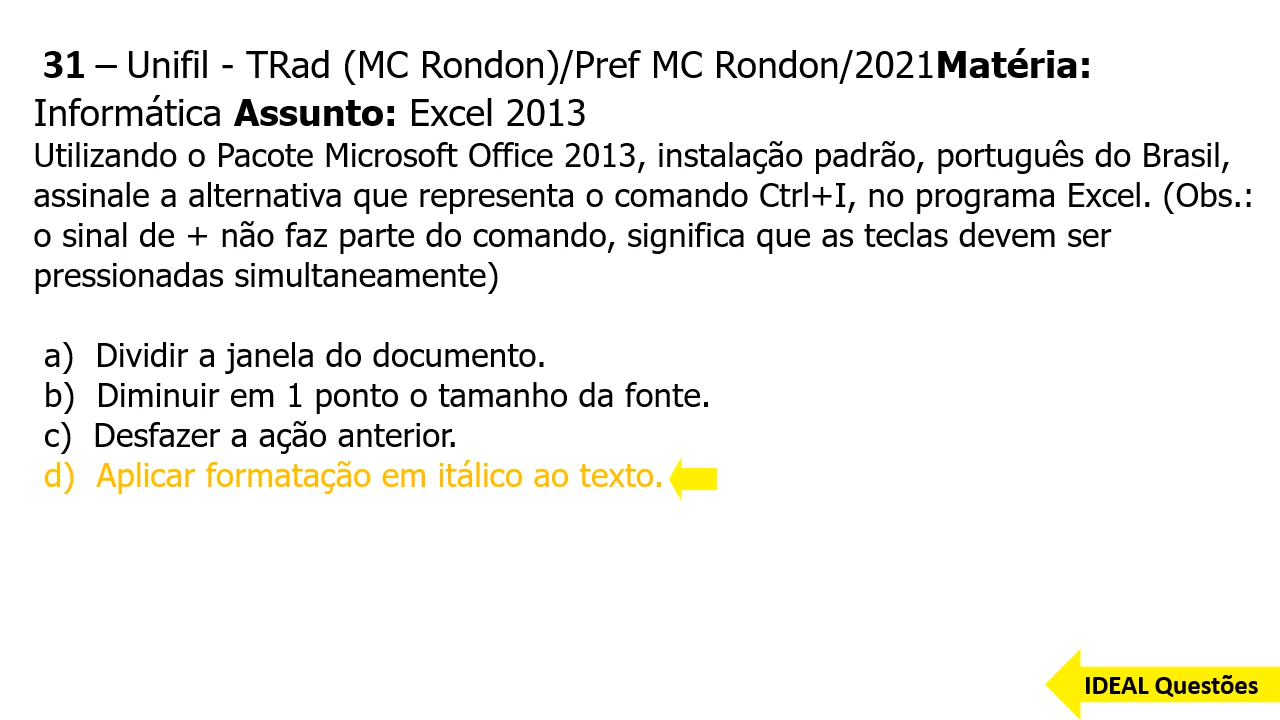 31 – Unifil - TRad (MC Rondon)/Pref MC Rondon/2021Matéria:
Informática Assunto: Excel 2013
Utilizando o Pacote Microsoft Office 2013, instalação padrão, português do Brasil,
assinale a alternativa que representa o comando Ctrl+I, no programa Excel. (Obs.:
o sinal de + não faz parte do comando, significa que as teclas devem ser
pressionadas simultaneamente)
a) Dividir a janela do documento.
b) Diminuir em 1 ponto o tamanho da fonte.
c) Desfazer a ação anterior.
d) Aplicar formatação em itálico ao texto.
IDEAL Questões